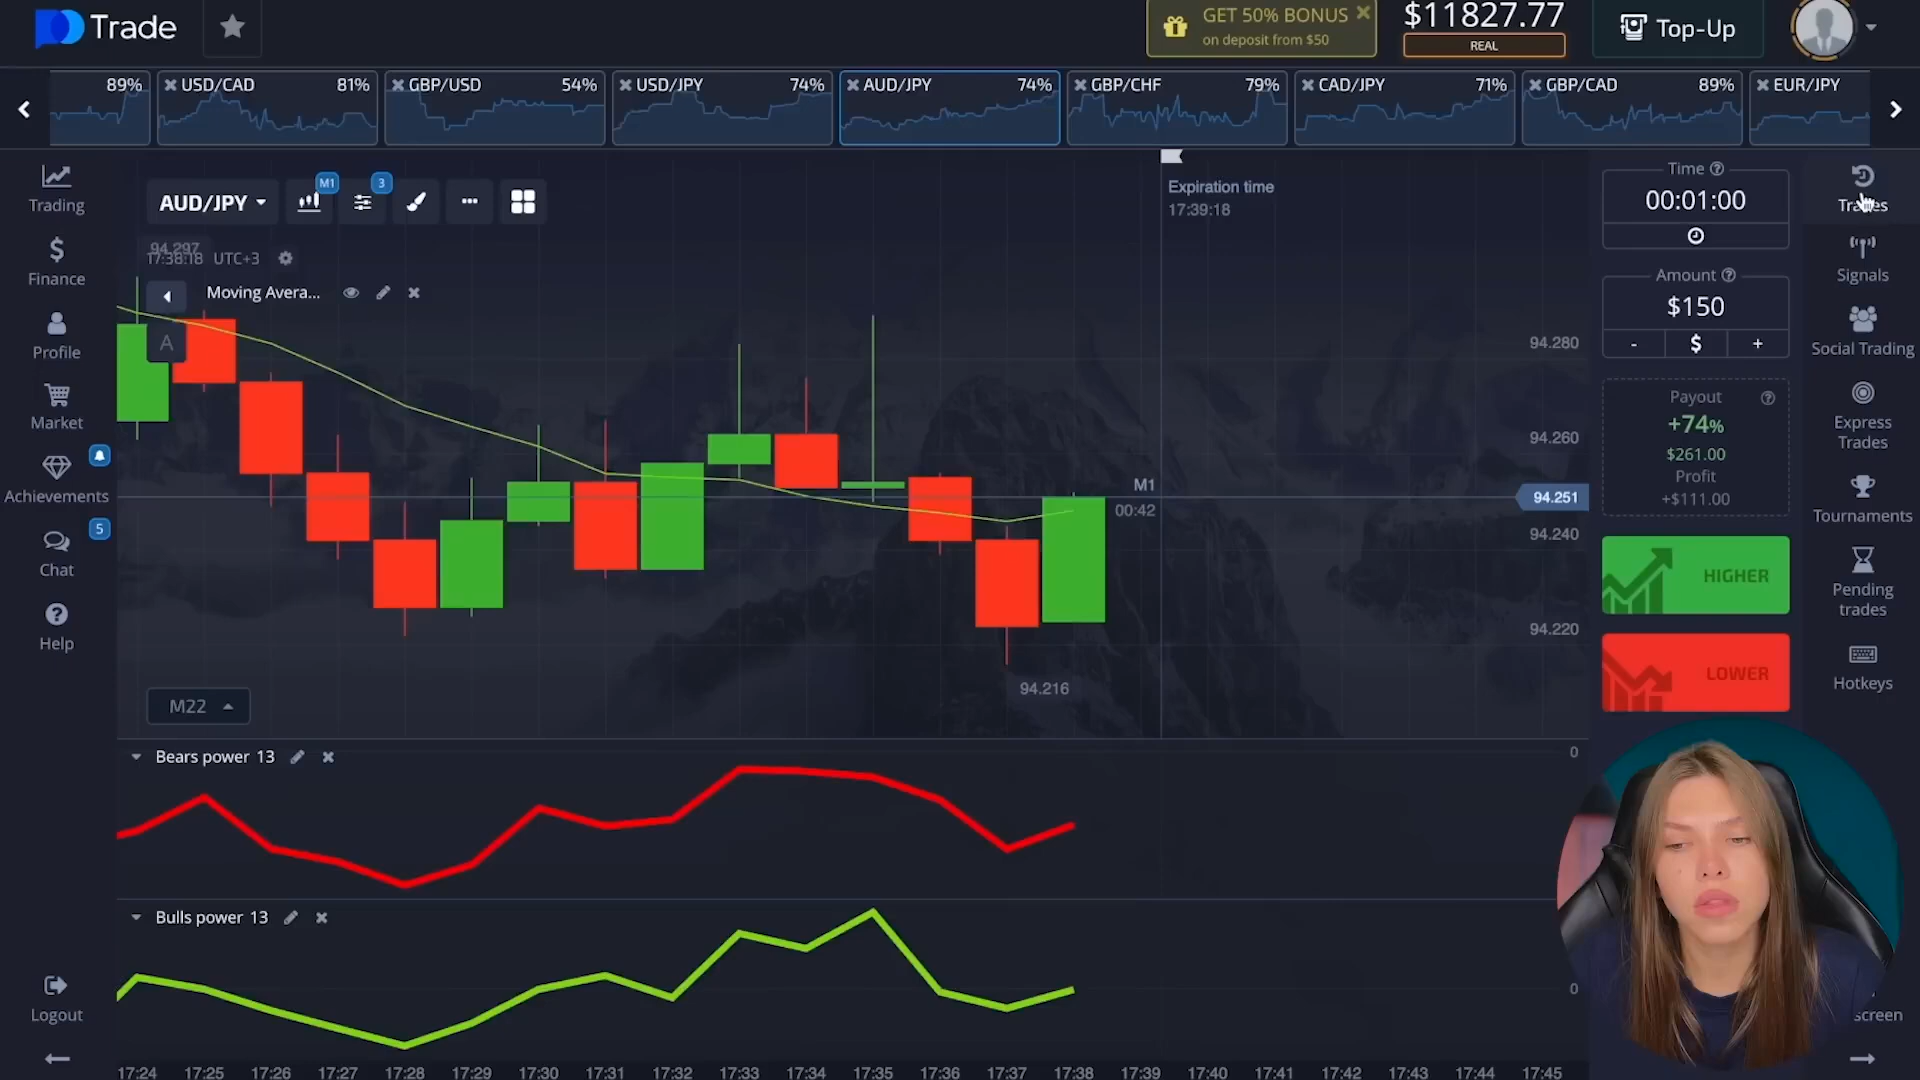 Trade
GET 50% BONUS
on deposit from $50
$11827.77
REAL
Top-Up
89%
USD/CAD 81%
GBP/USD 54%
USD/JPY 74%
AUD/JPY 74%
GBP/CHF 79%
CAD/JPY 71%
GBP/CAD 89%
EUR/JPY
Trading
Finance
Profile
Market
Achievements
5
Chat
Help
Logout
AUD/JPY
M1
3
94.297
17:38:18 UTC+3
Moving Avera...
A
Expiration time
17:39:18
94.280
94.260
M1
00:42
94.251
94.240
94.220
94.216
M22
Bears power 13
0
Bulls power 13
0
17:24 17:25 17:26 17:27 17:28 17:29 17:30 17:31 17:32 17:33 17:34 17:35 17:36 17:37 17:38 17:39 17:40 17:41 17:42 17:43 17:44 17:45
Time
00:01:00
Amount
$150
- $ +
Payout
+74%
$261.00
Profit
+$111.00
HIGHER
LOWER
Trades
Signals
Social Trading
Express
Trades
Tournaments
Pending
trades
Hotkeys
screen